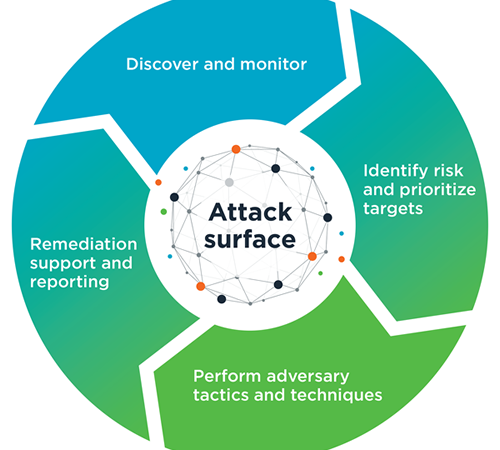 Discover and monitor
Identify risk
and prioritize
targets
Attack
surface
Remediation
support and
reporting
Perform adversary
tactics and techniques